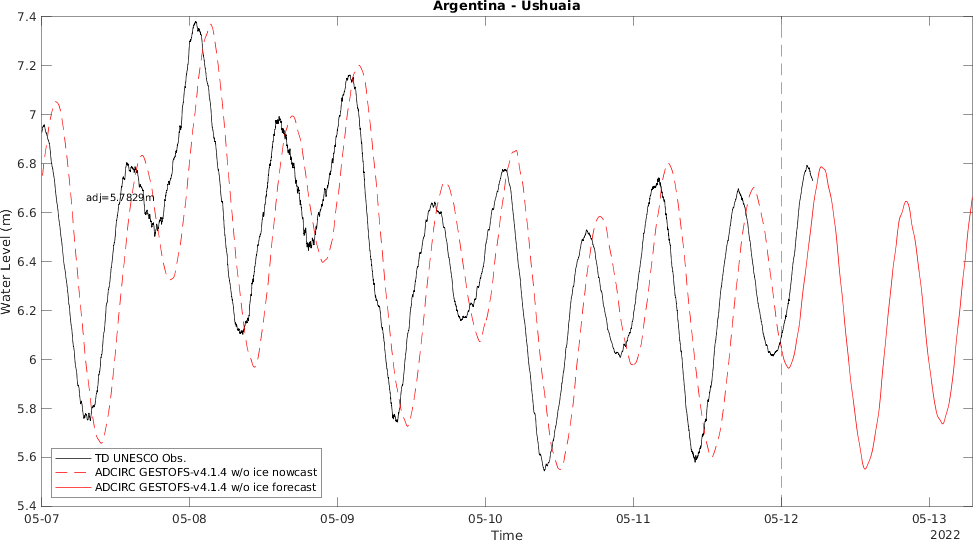 Argentina - Ushuaia
7.4
7.2
7
6.8
6.6
6.4
6.2
6
5.8
5.6
5.4
Water Level (m)
adj=5.7829m
TD UNESCO Obs.
ADCIRC GESTOFS-v4.1.4 w/o ice nowcast
ADCIRC GESTOFS-v4.1.4 w/o ice forecast
05-07 05-08 05-09 05-10 05-11 05-12 05-13
Time
2022